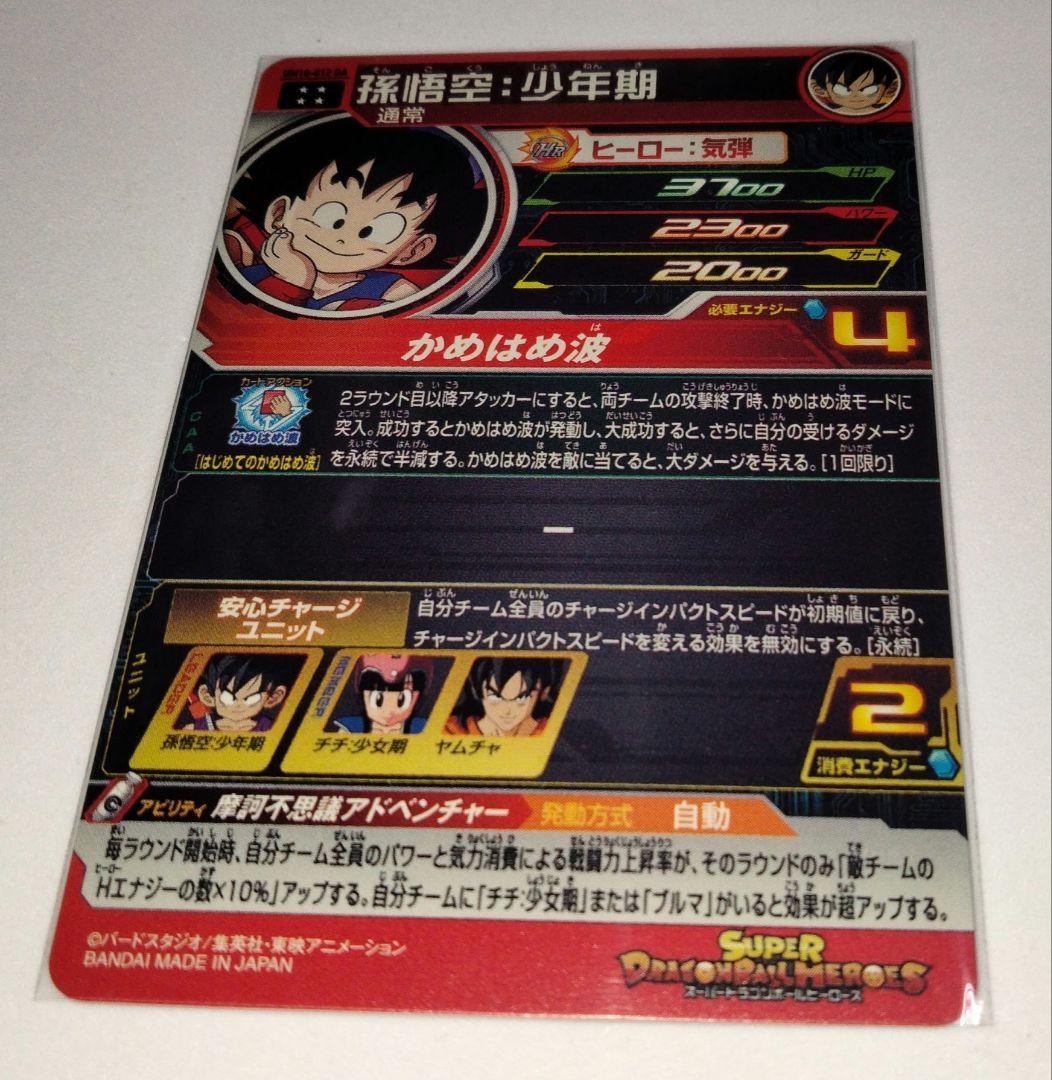 UM10-012 DA
孫悟空:少年期
通常
HR
ヒーロー:気弾
HP
3700
パワー
2300
ガード
2000
必要エナジー
4
かめはめ波
CAA
カードアクション
かめはめ波
[はじめてのかめはめ波]
2ラウンド目以降アタッカーにすると、両チームの攻撃終了時、かめはめ波モードに
突入。成功するとかめはめ波が発動し、大成功すると、さらに自分の受けるダメージ
を永続で半減する。かめはめ波を敵に当てると、大ダメージを与える。[1回限り]
ー
ユニット
安心チャージ
ユニット
自分チーム全員のチャージインパクトスピードが初期値に戻り、
チャージインパクトスピードを変える効果を無効にする。[永続]
LEADER
孫悟空:少年期
MEMBER
チチ:少女期
ヤムチャ
2
消費エナジー
アビリティ
摩訶不思議アドベンチャー
発動方式
自動
毎ラウンド開始時、自分チーム全員のパワーと気力消費による戦闘力上昇率が、そのラウンドのみ「敵チームの
Hエナジーの数×10%」アップする。自分チームに「チチ:少女期」または「ブルマ」がいると効果が超アップする。
©バードスタジオ/集英社・東映アニメーション
BANDAI MADE IN JAPAN
SUPER
DRAGONBALL HEROES
スーパードラゴンボールヒーローズ